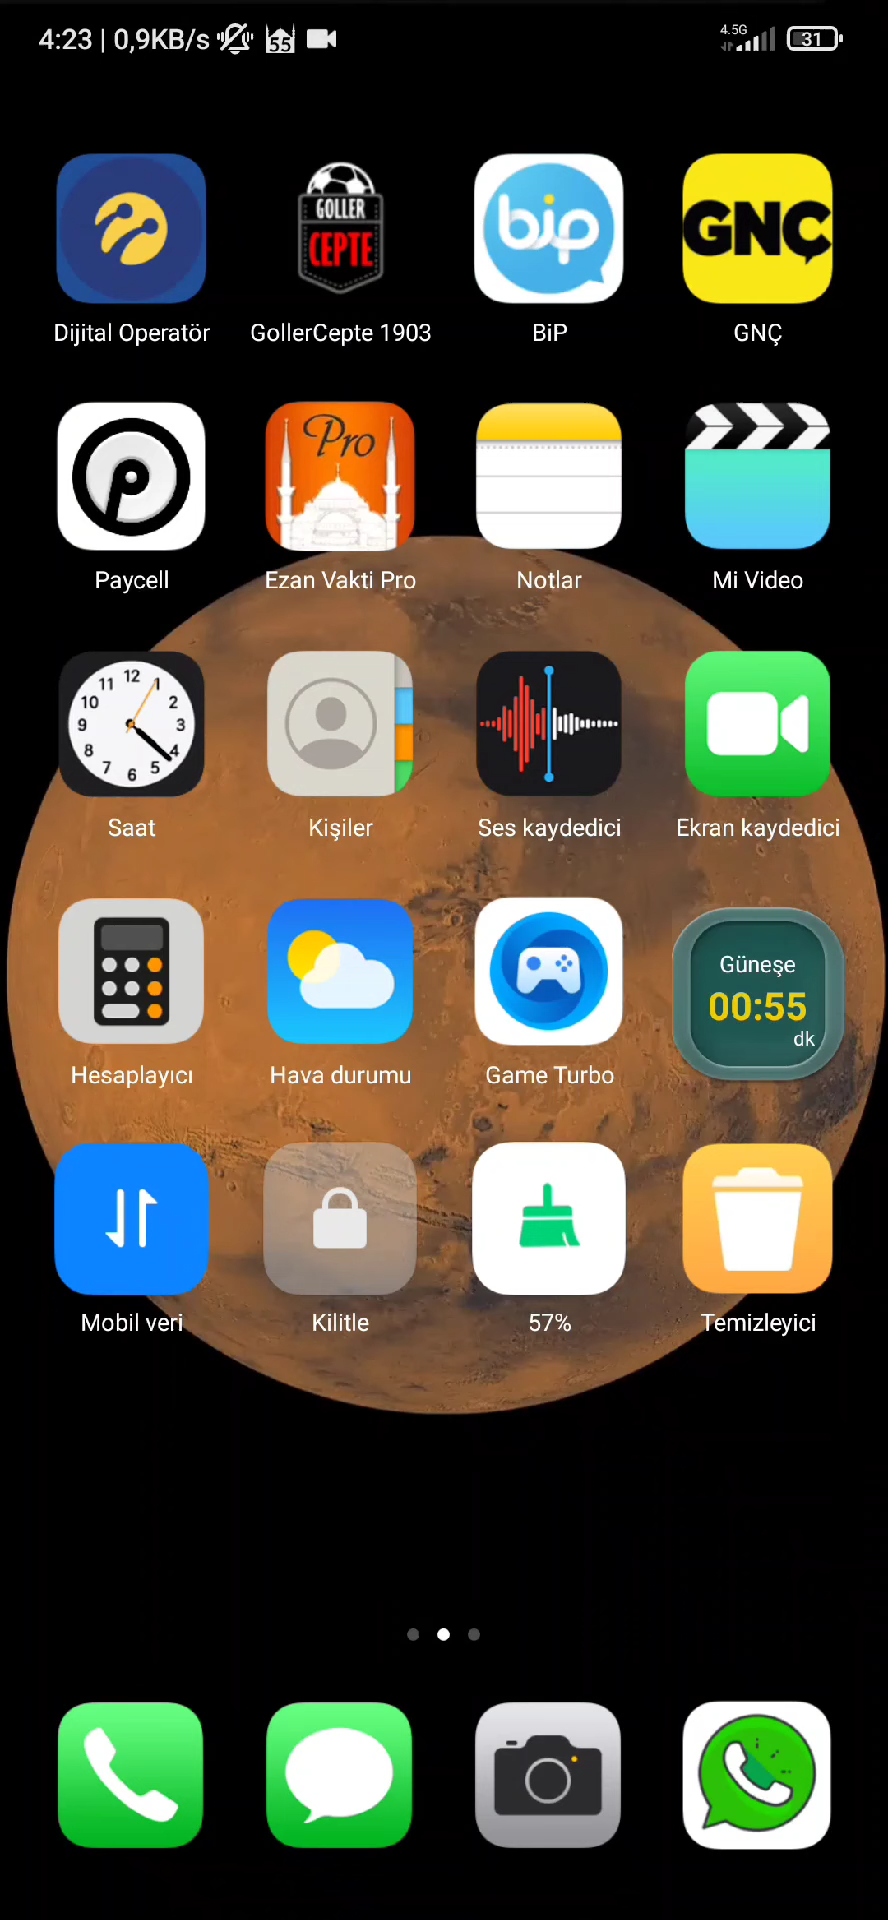 4:23 | 0,9KB/s 55 4.5G 31
GOLLER
CEPTE
bip
GNÇ
Dijital Operatör GollerCepte 1903 BiP GNÇ
Pro
Paycell Ezan Vakti Pro Notlar Mi Video
12
11 1
10 2
9 3
8 4
7 6 5
Saat Kişiler Ses kaydedici Ekran kaydedici
Güneşe
00:55
dk
Hesaplayıcı Hava durumu Game Turbo
Mobil veri Kilitle 57% Temizleyici